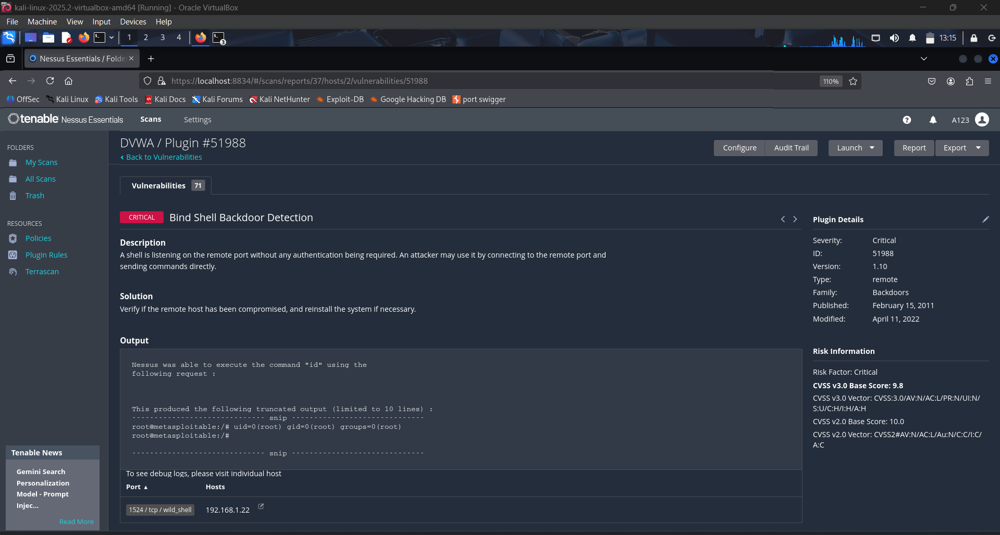 kali-linux-2025.2-virtualbox-amd64 [Running] - Oracle VirtualBox
File Machine View Input Devices Help
1 2 3 4 3 13:15
Nessus Essentials / Folde
https://localhost:8834/#/scans/reports/37/hosts/2/vulnerabilities/51988 110%
OffSec Kali Linux Kali Tools Kali Docs Kali Forums Kali NetHunter Exploit-DB Google Hacking DB port swigger
tenable Nessus Essentials Scans Settings A123
FOLDERS
My Scans
All Scans
Trash
RESOURCES
Policies
Plugin Rules
Terrascan
Tenable News
Gemini Search
Personalization
Model - Prompt
Injec...
Read More
DVWA / Plugin #51988
Back to Vulnerabilities
Configure Audit Trail Launch Report Export
Vulnerabilities 71
CRITICAL Bind Shell Backdoor Detection
Description
A shell is listening on the remote port without any authentication being required. An attacker may use it by connecting to the remote port and
sending commands directly.
Solution
Verify if the remote host has been compromised, and reinstall the system if necessary.
Output
Nessus was able to execute the command "id" using the
following request :
This produced the following truncated output (limited to 10 lines) :
------------------------------ snip ------------------------------
root@metasploitable:/# uid=0(root) gid=0(root) groups=0(root)
root@metasploitable:/#
------------------------------ snip ------------------------------
To see debug logs, please visit individual host
Port ▲ Hosts
1524 / tcp / wild_shell 192.168.1.22
Plugin Details
Severity: Critical
ID: 51988
Version: 1.10
Type: remote
Family: Backdoors
Published: February 15, 2011
Modified: April 11, 2022
Risk Information
Risk Factor: Critical
CVSS v3.0 Base Score: 9.8
CVSS v3.0 Vector: CVSS:3.0/AV:N/AC:L/PR:N/UI:N/
S:U/C:H/I:H/A:H
CVSS v2.0 Base Score: 10.0
CVSS v2.0 Vector: CVSS2#AV:N/AC:L/Au:N/C:C/I:C/
A:C